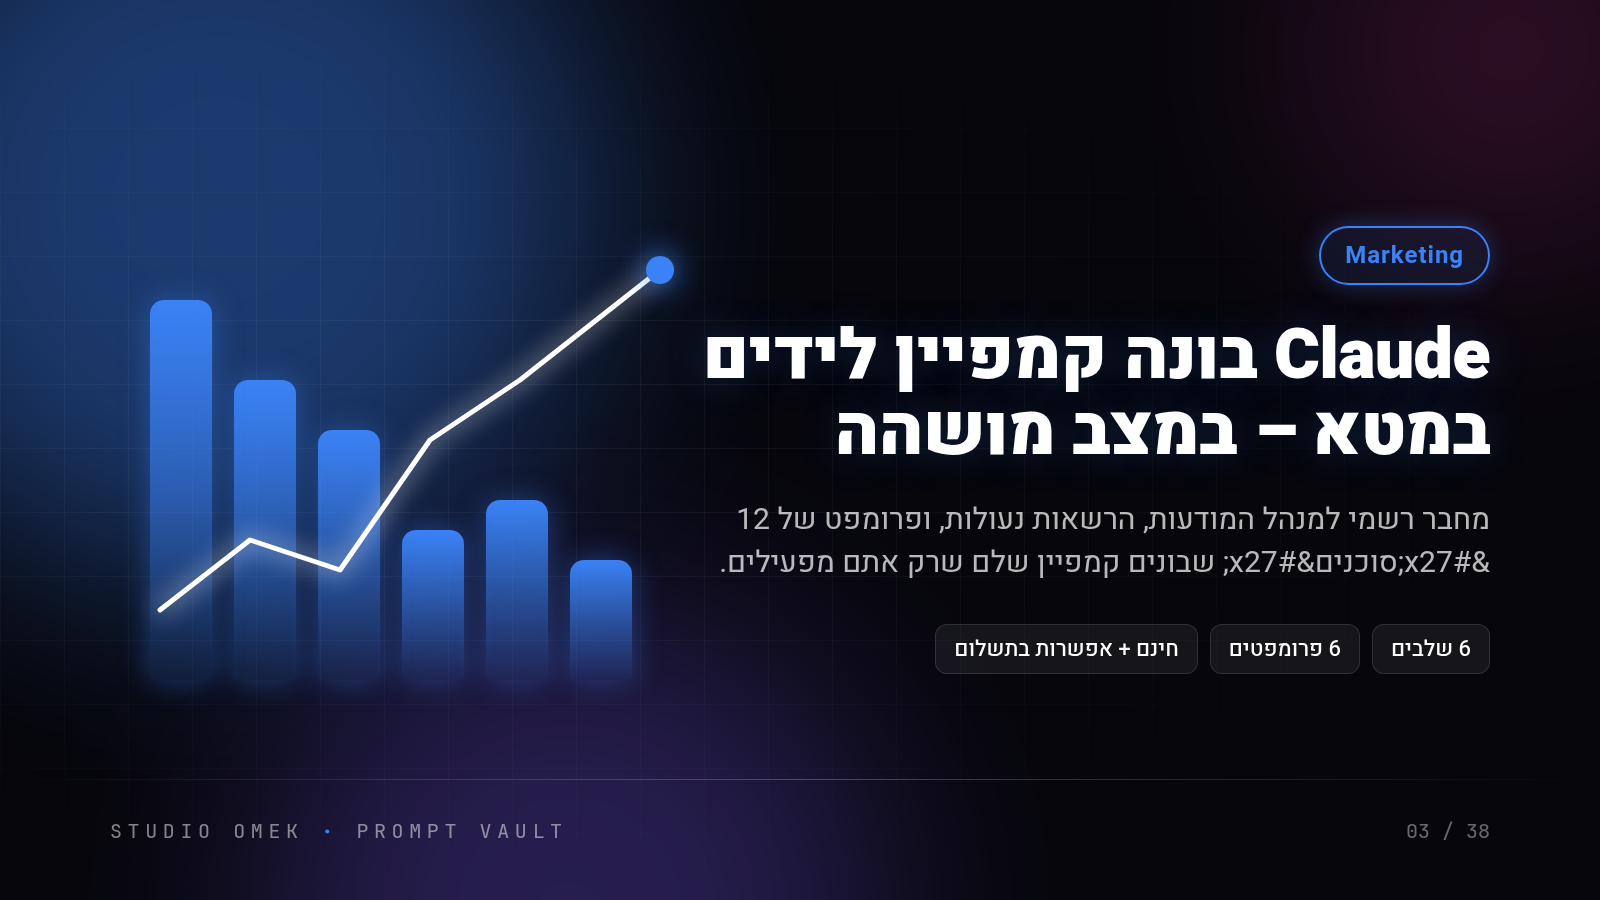 Marketing
Claude בונה קמפיין לידים
במטא – במצב מושהה
מחבר רשמי למנהל המודעות, הרשאות נעולות, ופרומפט של 12
&#x27;סוכנים&#x27; שבונים קמפיין שלם שרק אתם מפעילים.
6 שלבים
6 פרומפטים
חינם + אפשרות בתשלום
STUDIO OMEK • PROMPT VAULT
03 / 38